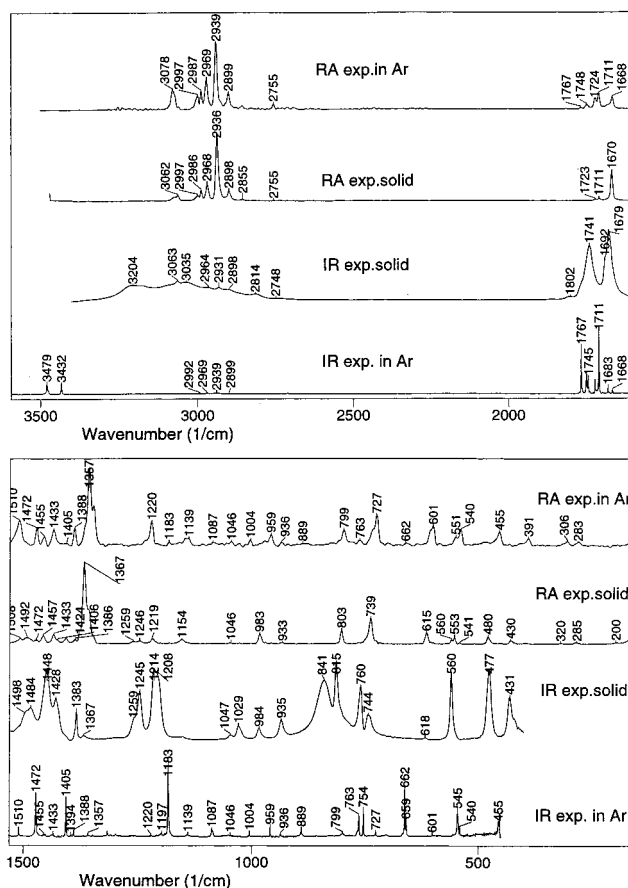 3078 2997 2987 2969 2939 2899 2755 1767 1748 1724 1711 1668
RA exp.in Ar
3062 2997 2986 2968 2936 2898 2855 2755 1723 1711 1670
RA exp.solid
3204 3063 3035 2964 2931 2898 2814 2748 1802 1741 1692 1679
IR exp.solid
3479 3432 2992 2969 2939 2899 1767 1745 1711 1683 1668
IR exp. in Ar
3500 3000 2500 2000
Wavenumber (1/cm)
1510 1472 1455 1433 1405 1388 1357 1220 1183 1139 1087 1046 1004 959 936 889 799 763 727 662 601 551 540 455 391 306 283
RA exp.in Ar
1492 1472 1457 1433 1424 1406 1386 1367 1259 1246 1219 1154 1046 983 933 803 739 615 560 553 541 480 430 320 285 200
RA exp.solid
1498 1484 1448 1428 1383 1367 1259 1245 1214 1208 1047 1029 984 935 841 815 760 744 618 560 477 431
IR exp.solid
1510 1472 1455 1433 1405 1394 1388 1357 1220 1197 1183 1139 1087 1046 1004 959 936 889 799 763 754 727 662 659 601 545 540 455
IR exp. in Ar
1500 1000 500
Wavenumber (1/cm)